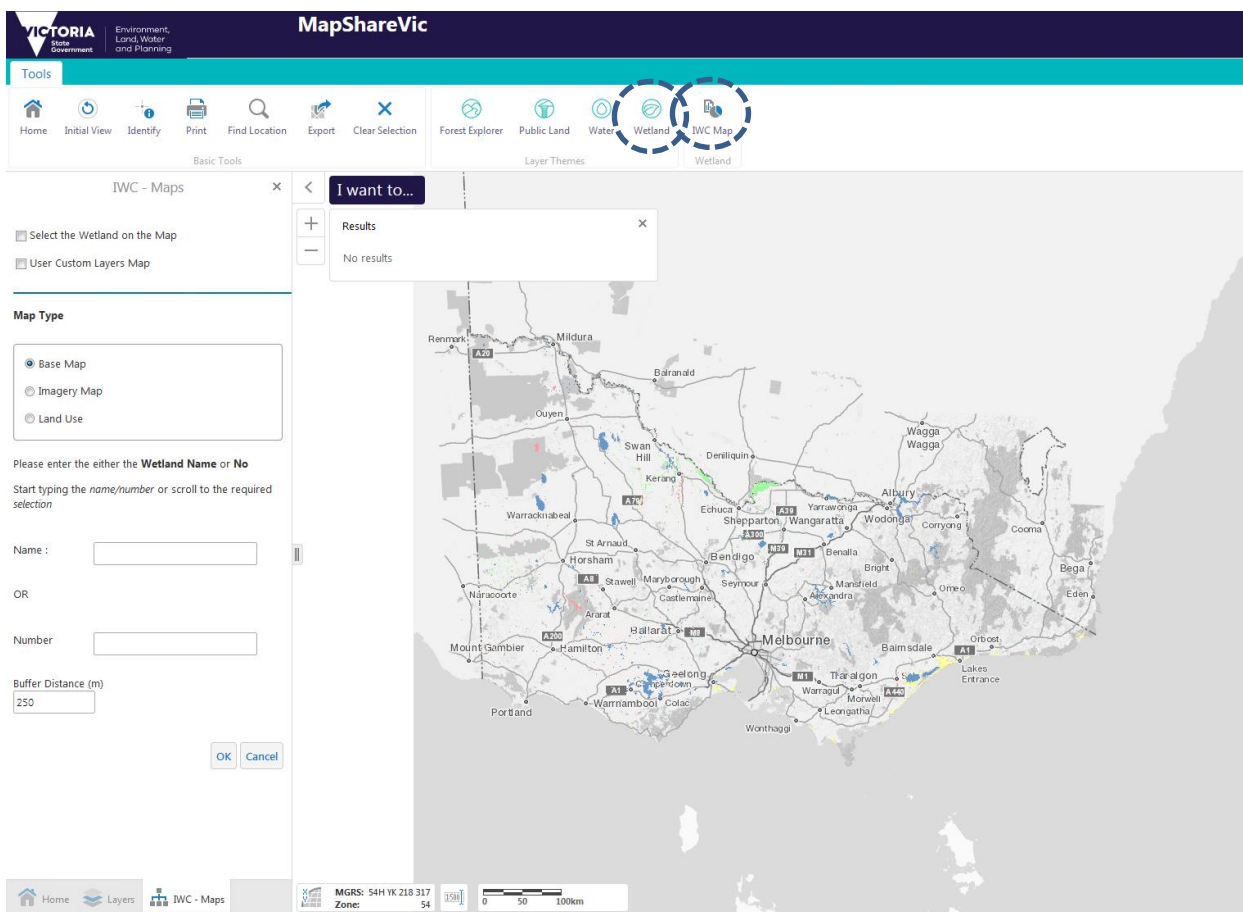 VICTORIA
State
Government
Environment,
Land, Water
and Planning
MapShareVic
Tools
Home
Initial View
Identify
Print
Find Location
Export
Clear Selection
Forest Explorer
Public Land
Water
Wetland
IWC Map
Basic Tools
Layer Themes
Wetland
IWC - Maps
I want to...
Select the Wetland on the Map
User Custom Layers Map
Results
No results
Map Type
Base Map
Imagery Map
Land Use
Please enter the either the Wetland Name or No
Start typing the name/number or scroll to the required
selection
Name :
OR
Number
Buffer Distance (m)
250
OK
Cancel
Renmark
Mildura
A20
Balranald
Ouyen
Swan
Hill
Wagga
Wagga
Deniliquin
Kerang
A79
Albury
Warracknabeal
Echuca
A39
Yarrawonga
Shepparton
Wangaratta
Wodonga
Corryong
Cooma
A300
St Arnaud
Bendigo
M39
M31
Benalla
Horsham
Bright
Bega
A8
Stawell
Maryborough
Seymour
Mansfield
Omeo
Naracoorte
Castlemaine
Alexandra
Eden
Ararat
A200
Ballarat
M8
Melbourne
Orbost
Mount Gambier
Hamilton
Bairnsdale
A1
Geelong
M1
Traralgon
Lakes
Entrance
A1
Camperdown
Warragul
Morwell
A440
Warrnambool
Colac
Leongatha
Portland
Wonthaggi
Home
Layers
IWC - Maps
MGRS: 54H YK 218 317
Zone: 54
0 50 100km